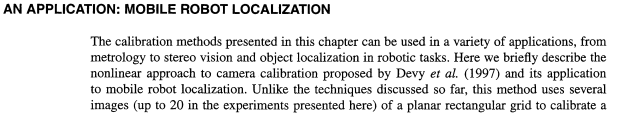 AN APPLICATION: MOBILE ROBOT LOCALIZATION
The calibration methods presented in this chapter can be used in a variety of applications, from
metrology to stereo vision and object localization in robotic tasks. Here we briefly describe the
nonlinear approach to camera calibration proposed by Devy et al. (1997) and its application
to mobile robot localization. Unlike the techniques discussed so far, this method uses several
images (up to 20 in the experiments presented here) of a planar rectangular grid to calibrate a